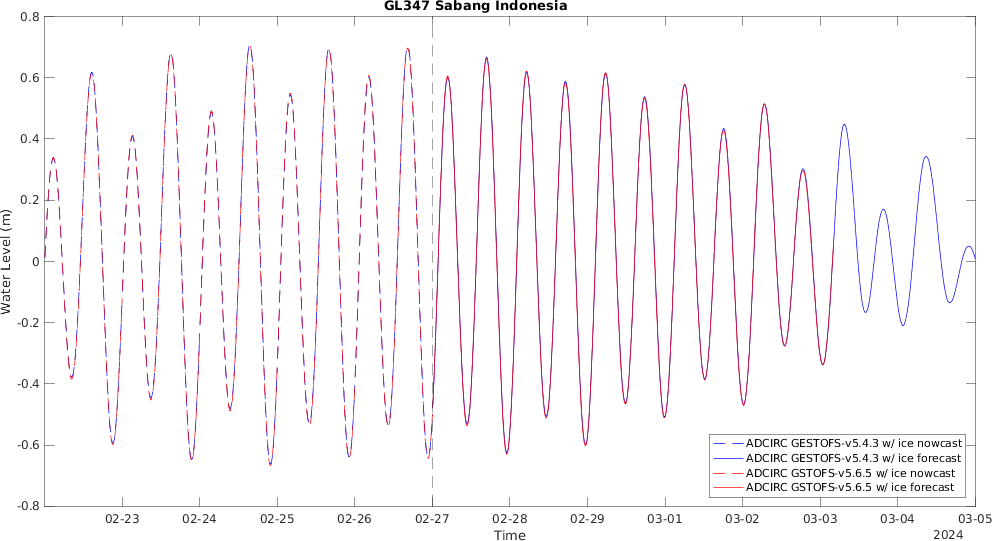 GL347 Sabang Indonesia
0.8
0.6
0.4
0.2
0
-0.2
-0.4
-0.6
-0.8
Water Level (m)
02-23 02-24 02-25 02-26 02-27 02-28 02-29 03-01 03-02 03-03 03-04 03-05
Time
2024
ADCIRC GESTOFS-v5.4.3 w/ ice nowcast
ADCIRC GESTOFS-v5.4.3 w/ ice forecast
ADCIRC GSTOFS-v5.6.5 w/ ice nowcast
ADCIRC GSTOFS-v5.6.5 w/ ice forecast